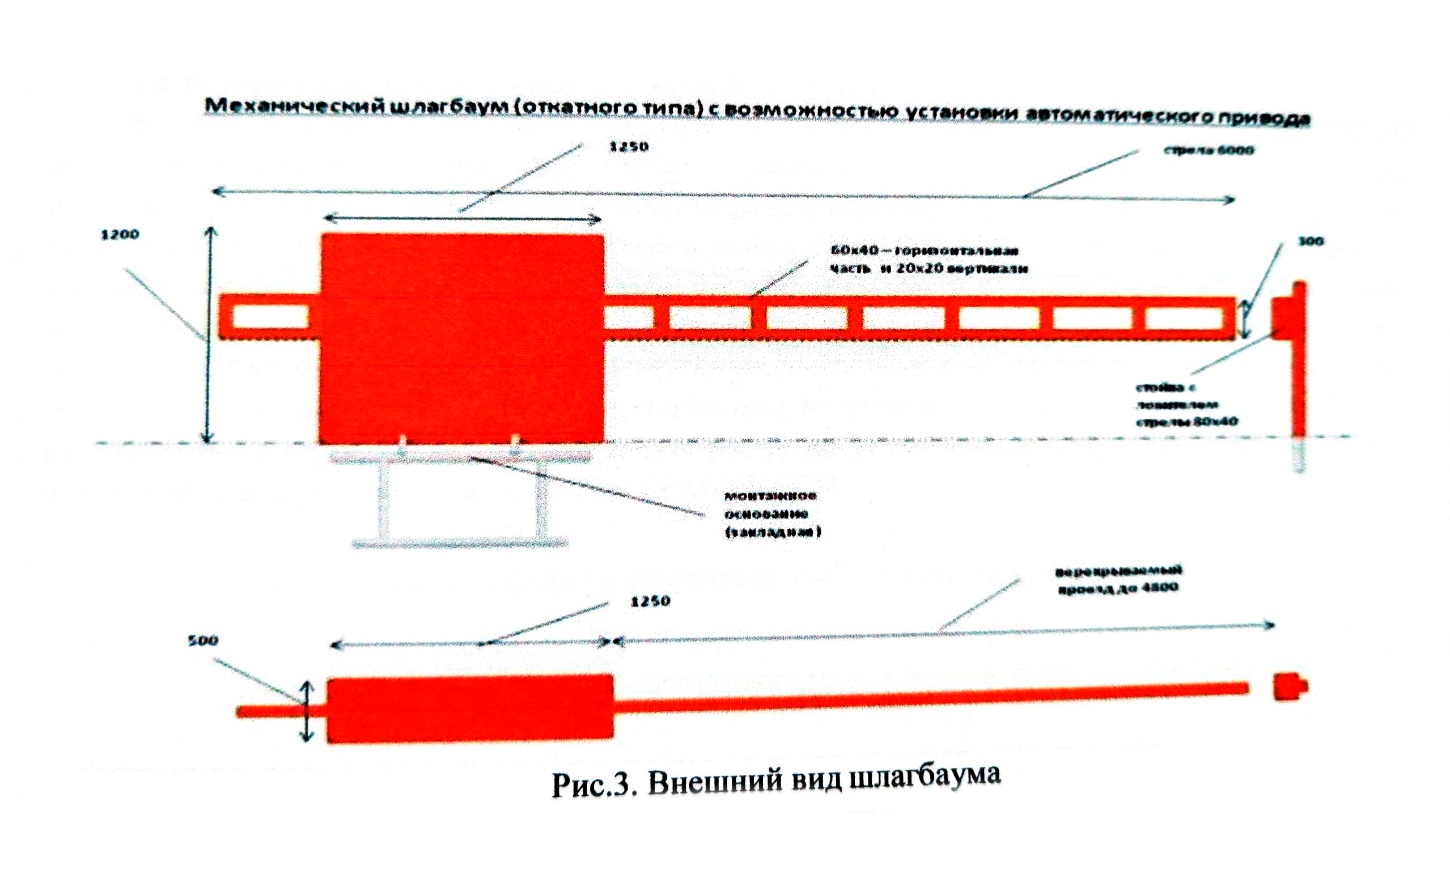 Механический шлагбаум (откатного типа) с возможностью установки автоматического привода
1250
стрела 6000
1200
60х40 – горизонтальная
часть и 20х20 вертикали
300
стойка с
ловителем
стрелы 80х40
монтажное
основание
(закладная)
перекрываемый
проезд до 4800
1250
500
Рис.3. Внешний вид шлагбаума